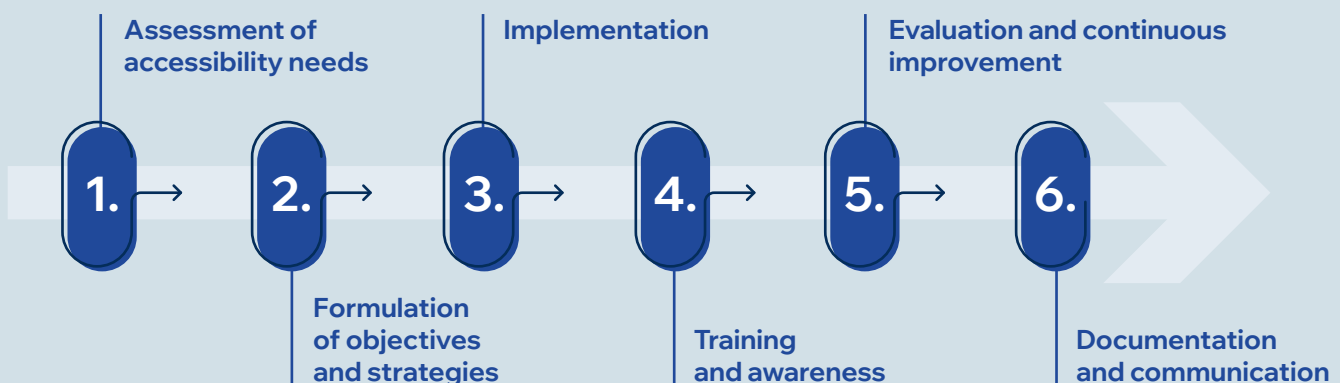 Assessment of
accessibility needs
Implementation
Evaluation and continuous
improvement
1.
2.
3.
4.
5.
6.
Formulation
of objectives
and strategies
Training
and awareness
Documentation
and communication